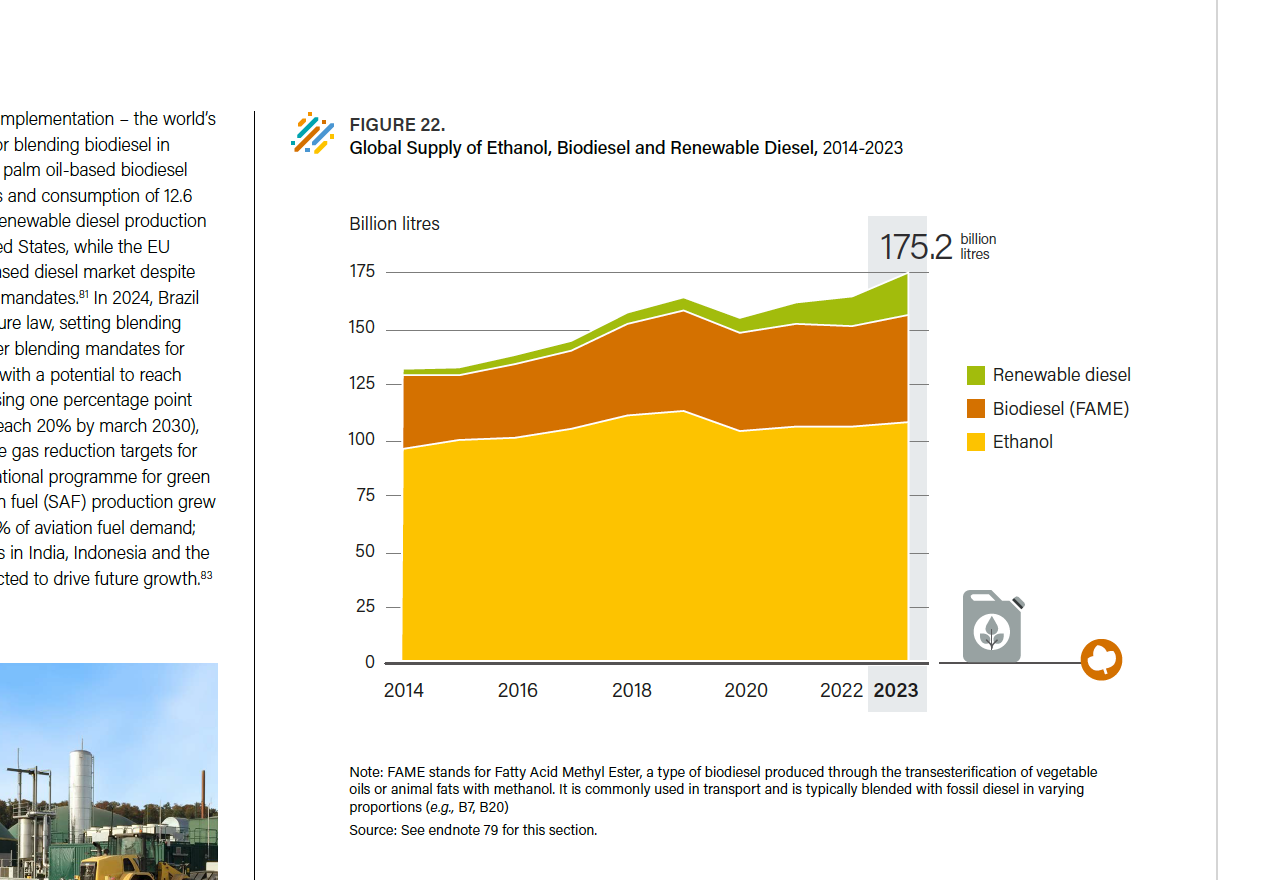 mplementation – the world's
or blending biodiesel in
palm oil-based biodiesel
s and consumption of 12.6
enewable diesel production
ed States, while the EU
ased diesel market despite
mandates.⁸¹ In 2024, Brazil
ure law, setting blending
er blending mandates for
with a potential to reach
sing one percentage point
each 20% by march 2030),
e gas reduction targets for
ational programme for green
n fuel (SAF) production grew
% of aviation fuel demand;
s in India, Indonesia and the
cted to drive future growth.⁸³
FIGURE 22.
Global Supply of Ethanol, Biodiesel and Renewable Diesel, 2014-2023
Billion litres
175.2 billion litres
175
150
125
100
75
50
25
0
2014 2016 2018 2020 2022 2023
Renewable diesel
Biodiesel (FAME)
Ethanol
Note: FAME stands for Fatty Acid Methyl Ester, a type of biodiesel produced through the transesterification of vegetable
oils or animal fats with methanol. It is commonly used in transport and is typically blended with fossil diesel in varying
proportions (e.g., B7, B20)
Source: See endnote 79 for this section.